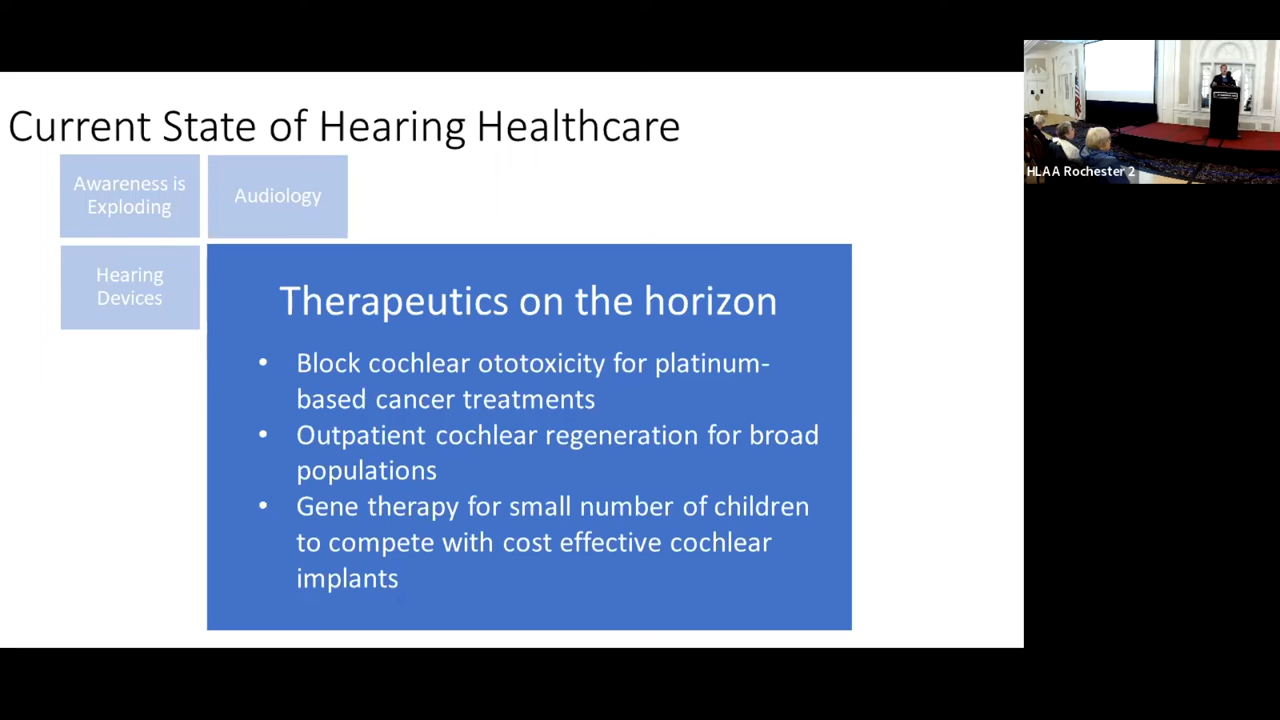 Current State of Hearing Healthcare
Awareness is
Exploding
Audiology
Hearing
Devices
Therapeutics on the horizon
• Block cochlear ototoxicity for platinum-
based cancer treatments
• Outpatient cochlear regeneration for broad
populations
• Gene therapy for small number of children
to compete with cost effective cochlear
implants
HLAA Rochester 2